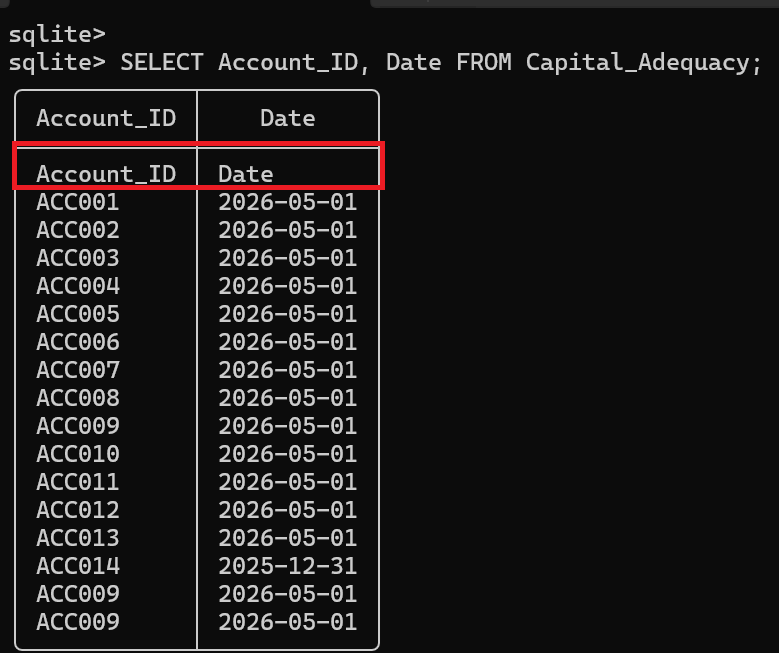 sqlite>
sqlite> SELECT Account_ID, Date FROM Capital_Adequacy;
Account_ID Date
Account_ID Date
ACC001 2026-05-01
ACC002 2026-05-01
ACC003 2026-05-01
ACC004 2026-05-01
ACC005 2026-05-01
ACC006 2026-05-01
ACC007 2026-05-01
ACC008 2026-05-01
ACC009 2026-05-01
ACC010 2026-05-01
ACC011 2026-05-01
ACC012 2026-05-01
ACC013 2026-05-01
ACC014 2025-12-31
ACC009 2026-05-01
ACC009 2026-05-01